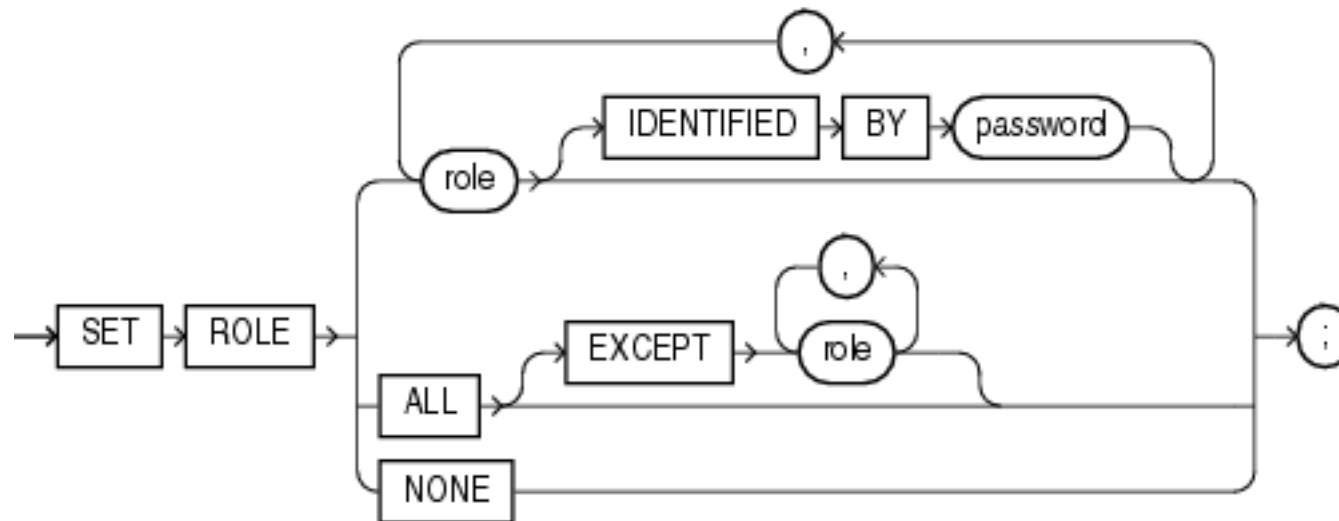 ,
IDENTIFIED BY password
role
,
SET ROLE EXCEPT role ;
ALL
NONE